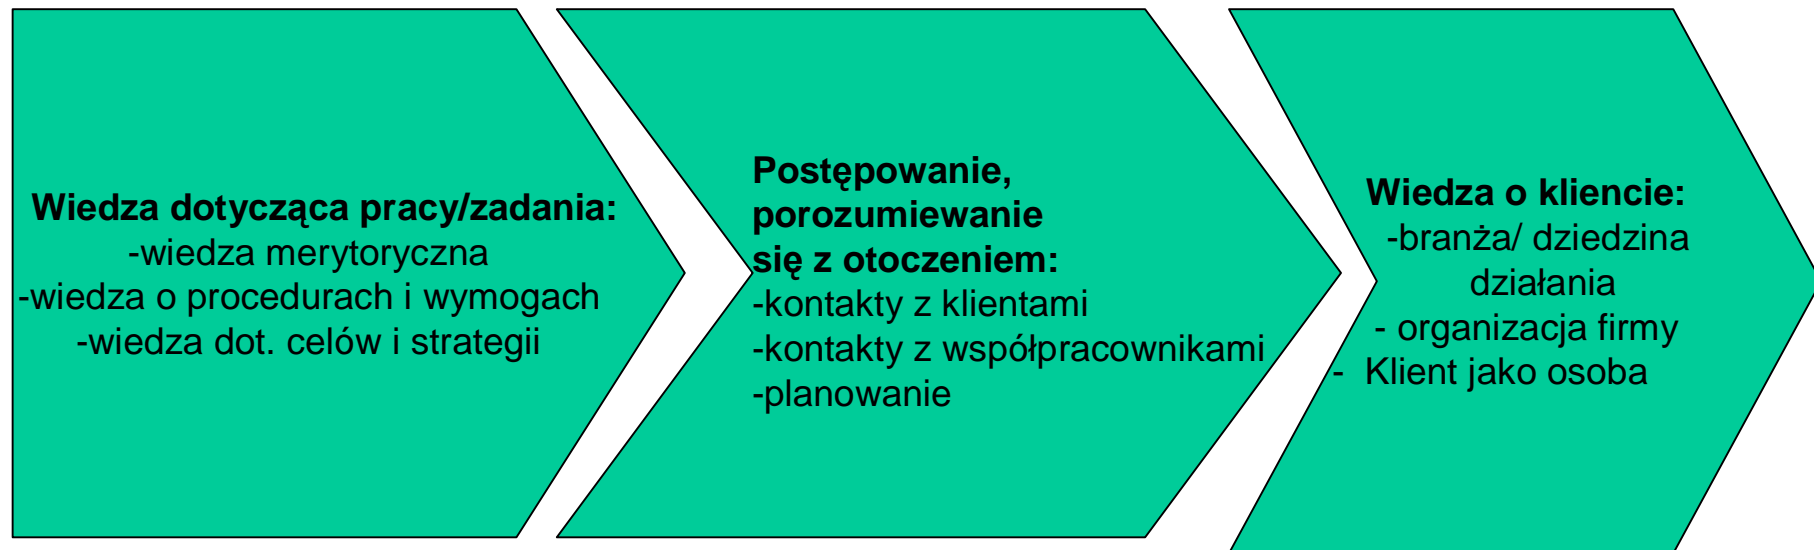 Wiedza dotycząca pracy/zadania:
-wiedza merytoryczna
-wiedza o procedurach i wymogach
-wiedza dot. celów i strategii
Postępowanie,
porozumiewanie
się z otoczeniem:
-kontakty z klientami
-kontakty z współpracownikami
-planowanie
Wiedza o kliencie:
-branża/ dziedzina
działania
- organizacja firmy
- Klient jako osoba